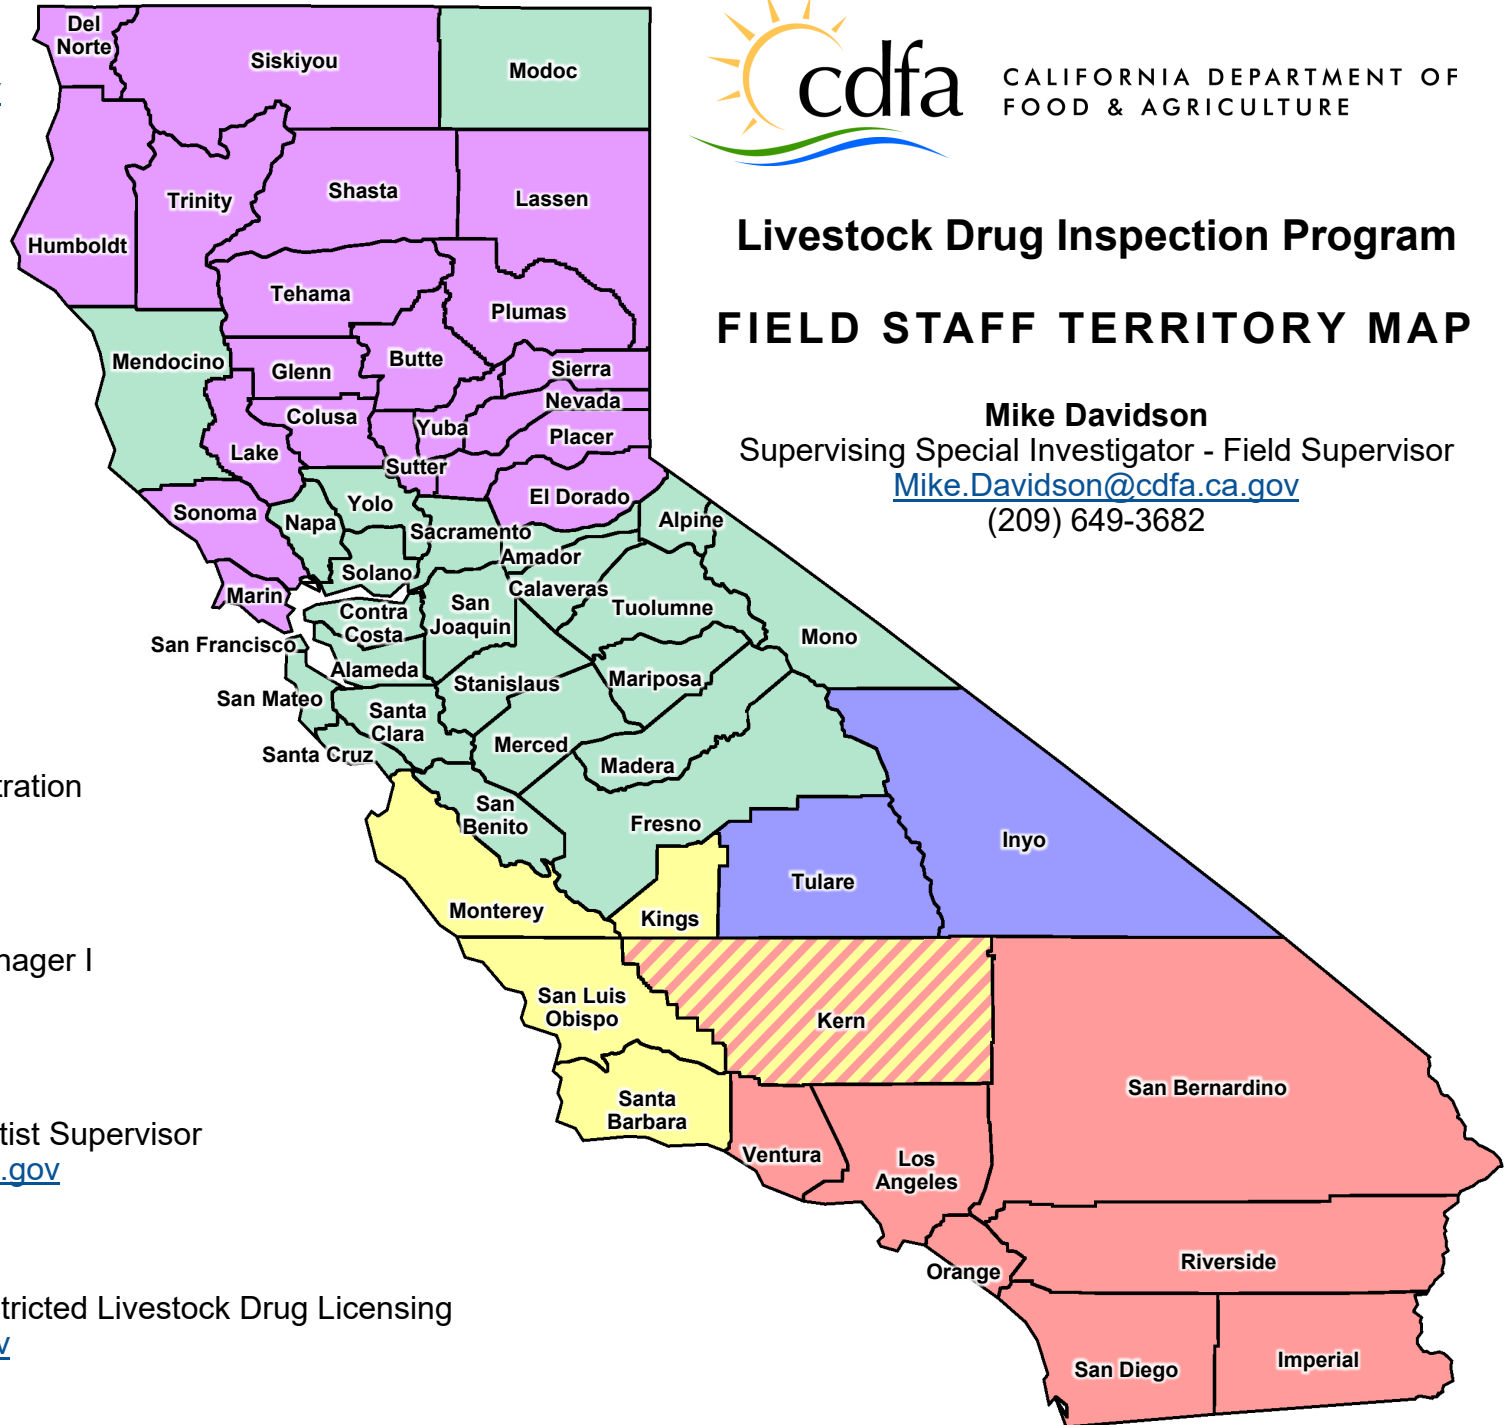 cdfa
CALIFORNIA DEPARTMENT OF
FOOD & AGRICULTURE
Livestock Drug Inspection Program
FIELD STAFF TERRITORY MAP
Mike Davidson
Supervising Special Investigator - Field Supervisor
Mike.Davidson@cdfa.ca.gov
(209) 649-3682
Del
Norte
Siskiyou
Modoc
Humboldt
Trinity
Shasta
Lassen
Tehama
Plumas
Mendocino
Glenn
Butte
Sierra
Nevada
Colusa
Yuba
Placer
Lake
Sutter
El Dorado
Sonoma
Napa
Yolo
Sacramento
Alpine
Amador
Solano
Marin
Calaveras
Contra
Costa
San
Joaquin
Tuolumne
Mono
San Francisco
Alameda
Stanislaus
Mariposa
San Mateo
Santa
Clara
Merced
Santa Cruz
Madera
San
Benito
Fresno
Inyo
Tulare
Monterey
Kings
San Luis
Obispo
Kern
Santa
Barbara
San Bernardino
Ventura
Los
Angeles
Orange
Riverside
San Diego
Imperial
tration
nager I
tist Supervisor
.gov
tricted Livestock Drug Licensing
v